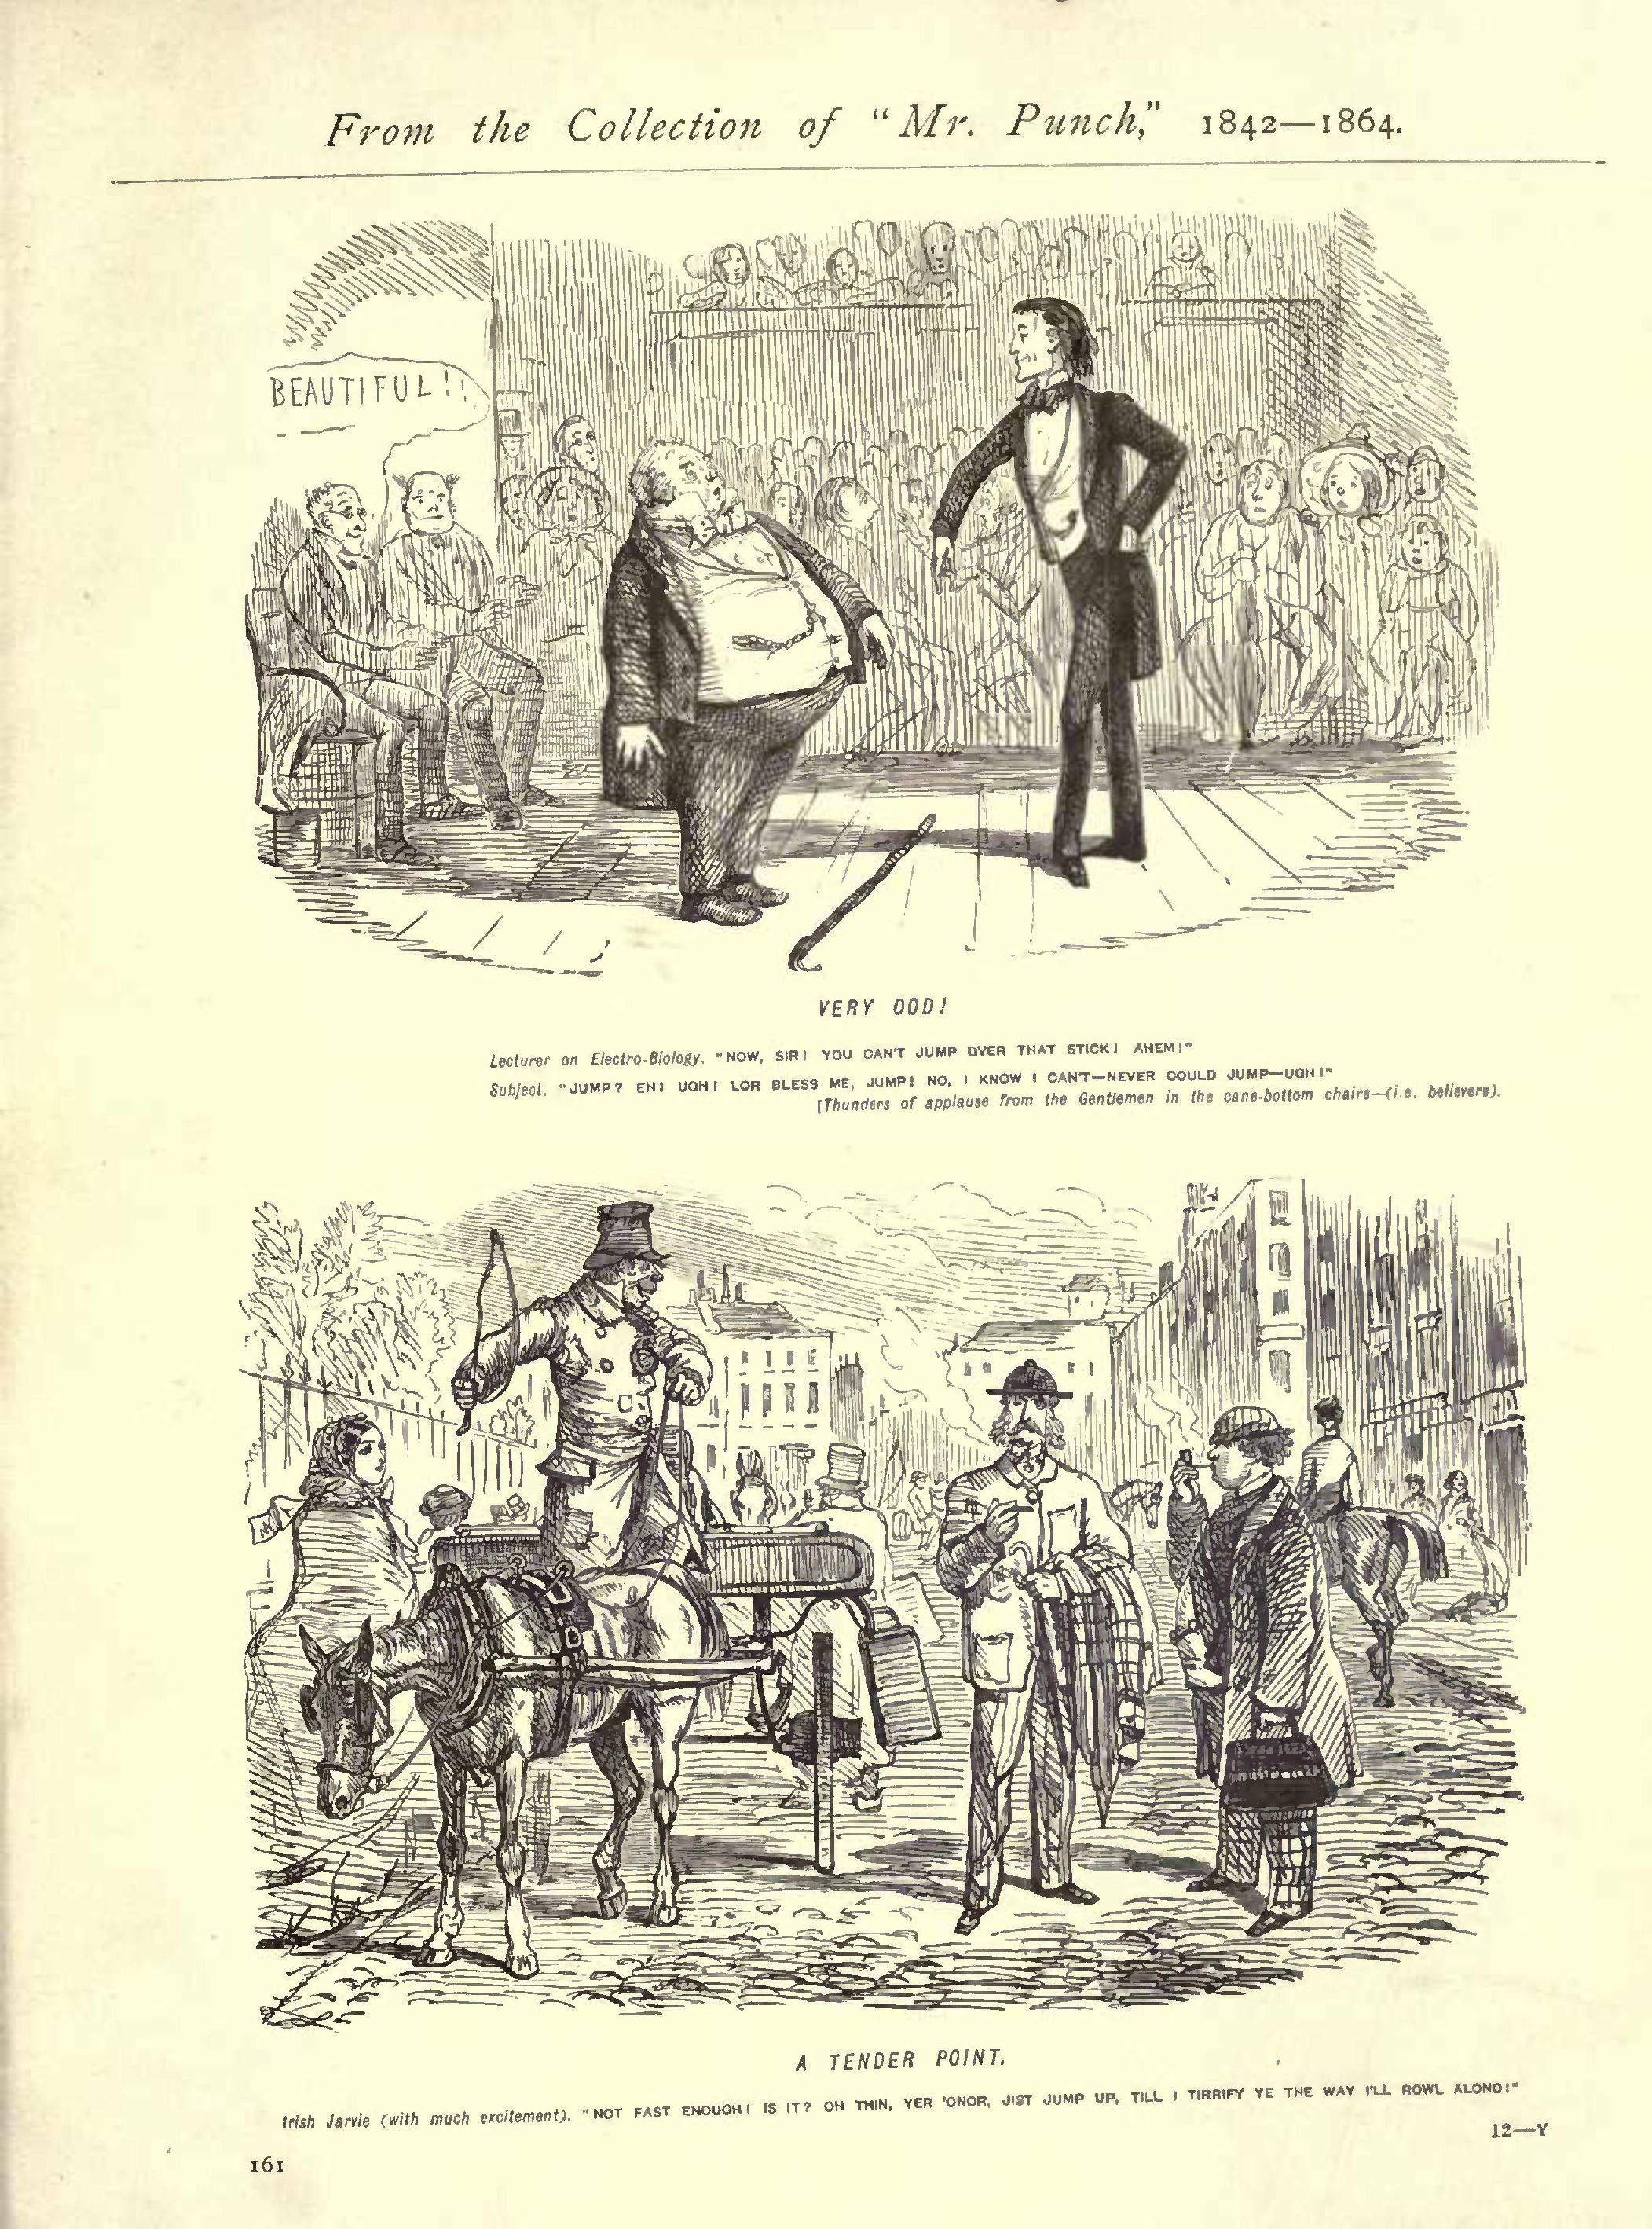 From the Collection of “Mr. Punch,” 1842—1864.
BEAUTIFUL!!
VERY ODD!
Lecturer on Electro-Biology. "NOW, SIR! YOU CAN'T JUMP OVER THAT STICK! AHEM!"
Subject. "JUMP? EH! UGH! LOR BLESS ME, JUMP! NO, I KNOW I CAN'T—NEVER COULD JUMP—UGH!"
[Thunders of applause from the Gentlemen in the cane-bottom chairs—(i.e. believers).
A TENDER POINT.
Irish Jarvie (with much excitement). "NOT FAST ENOUGH! IS IT? OH THIN, YER 'ONOR, JIST JUMP UP, TILL I TIRRIFY YE THE WAY I'LL ROWL ALONG!"
12—Y
161